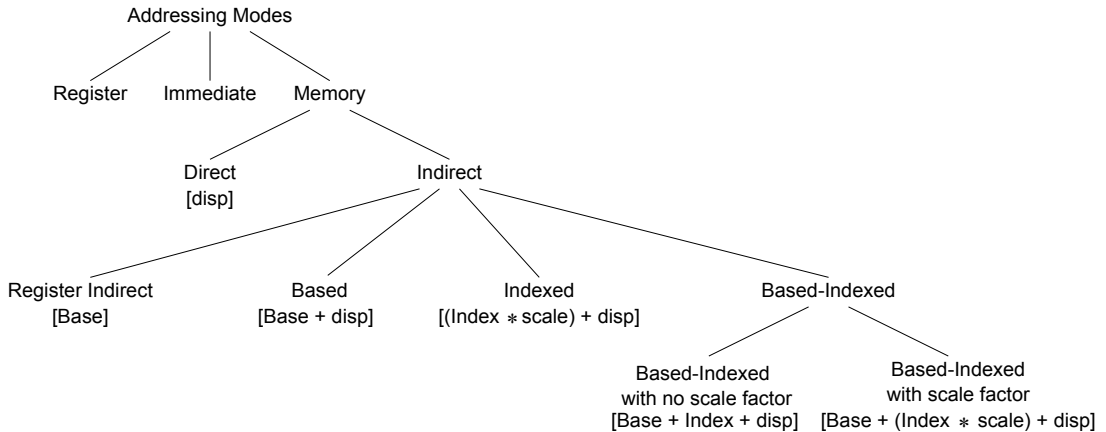 Addressing Modes
Register
Immediate
Memory
Direct
[disp]
Indirect
Register Indirect
[Base]
Based
[Base + disp]
Indexed
[(Index * scale) + disp]
Based-Indexed
Based-Indexed
with no scale factor
[Base + Index + disp]
Based-Indexed
with scale factor
[Base + (Index * scale) + disp]